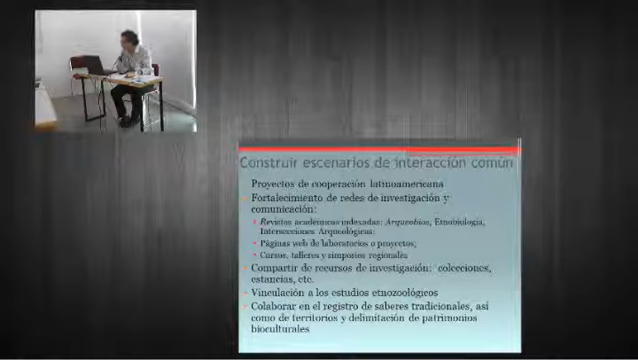 Construir escenarios de interacción común
Proyectos de cooperación latinoamericana
Fortalecimiento de redes de investigación y
comunicación:
Revistas académicas indexadas: Arqueobios, Etnobiología,
Intersecciones Arqueológicas;
Páginas web de laboratorios o proyectos;
Cursos, talleres y simposios regionales
Compartir de recursos de investigación: colecciones,
estancias, etc.
Vinculación a los estudios etnozoológicos
Colaborar en el registro de saberes tradicionales, así
como de territorios y delimitación de patrimonios
bioculturales